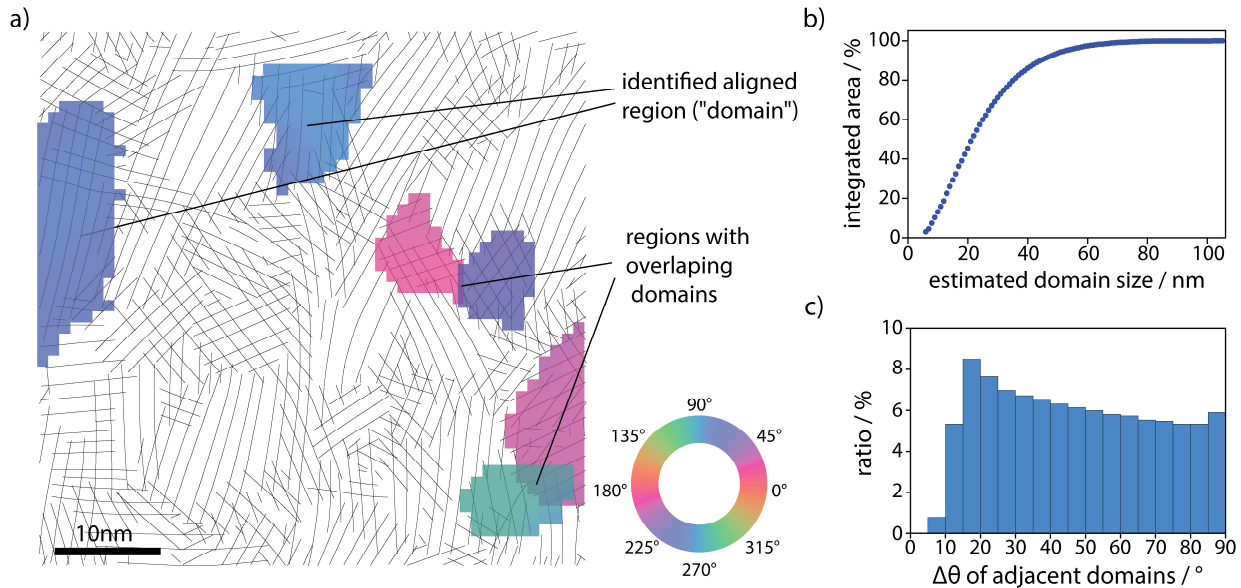 a)
identified aligned
region ("domain")
regions with
overlaping
domains
10nm
90°
135°
45°
180°
0°
225°
315°
270°
b)
integrated area / %
100
80
60
40
20
0
0
20
40
60
80
100
estimated domain size / nm
c)
ratio / %
10
8
6
4
2
0
0
10
20
30
40
50
60
70
80
90
Δθ of adjacent domains / °